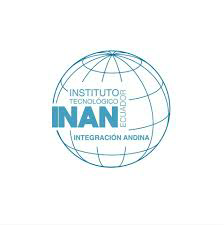 INSTITUTO
TECNOLÓGICO
INAN
ECUADOR
INTEGRACIÓN ANDINA